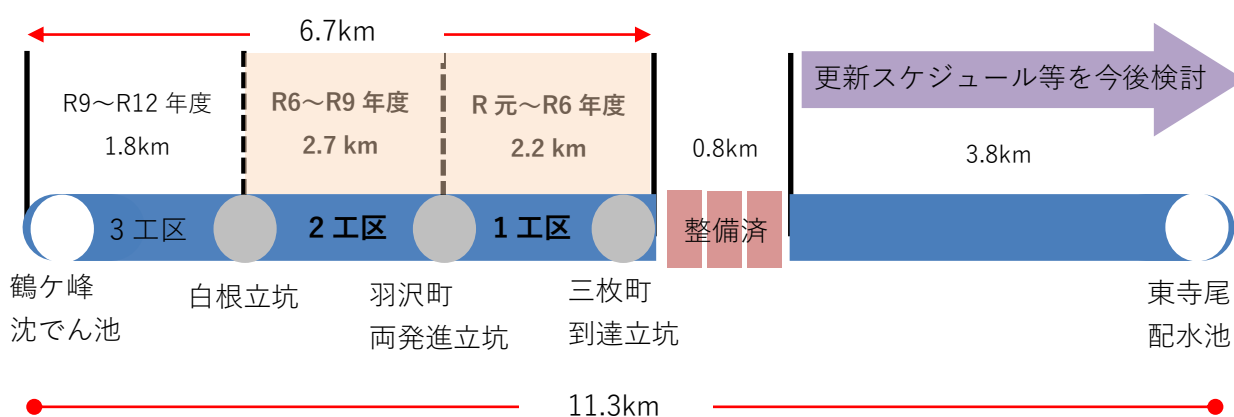 6.7km
更新スケジュール等を今後検討
R9～R12 年度
1.8km
R6～R9 年度
2.7 km
R 元～R6 年度
2.2 km
0.8km
3.8km
3 工区
2 工区
1 工区
整備済
鶴ケ峰
沈でん池
白根立坑
羽沢町
両発進立坑
三枚町
到達立坑
東寺尾
配水池
11.3km